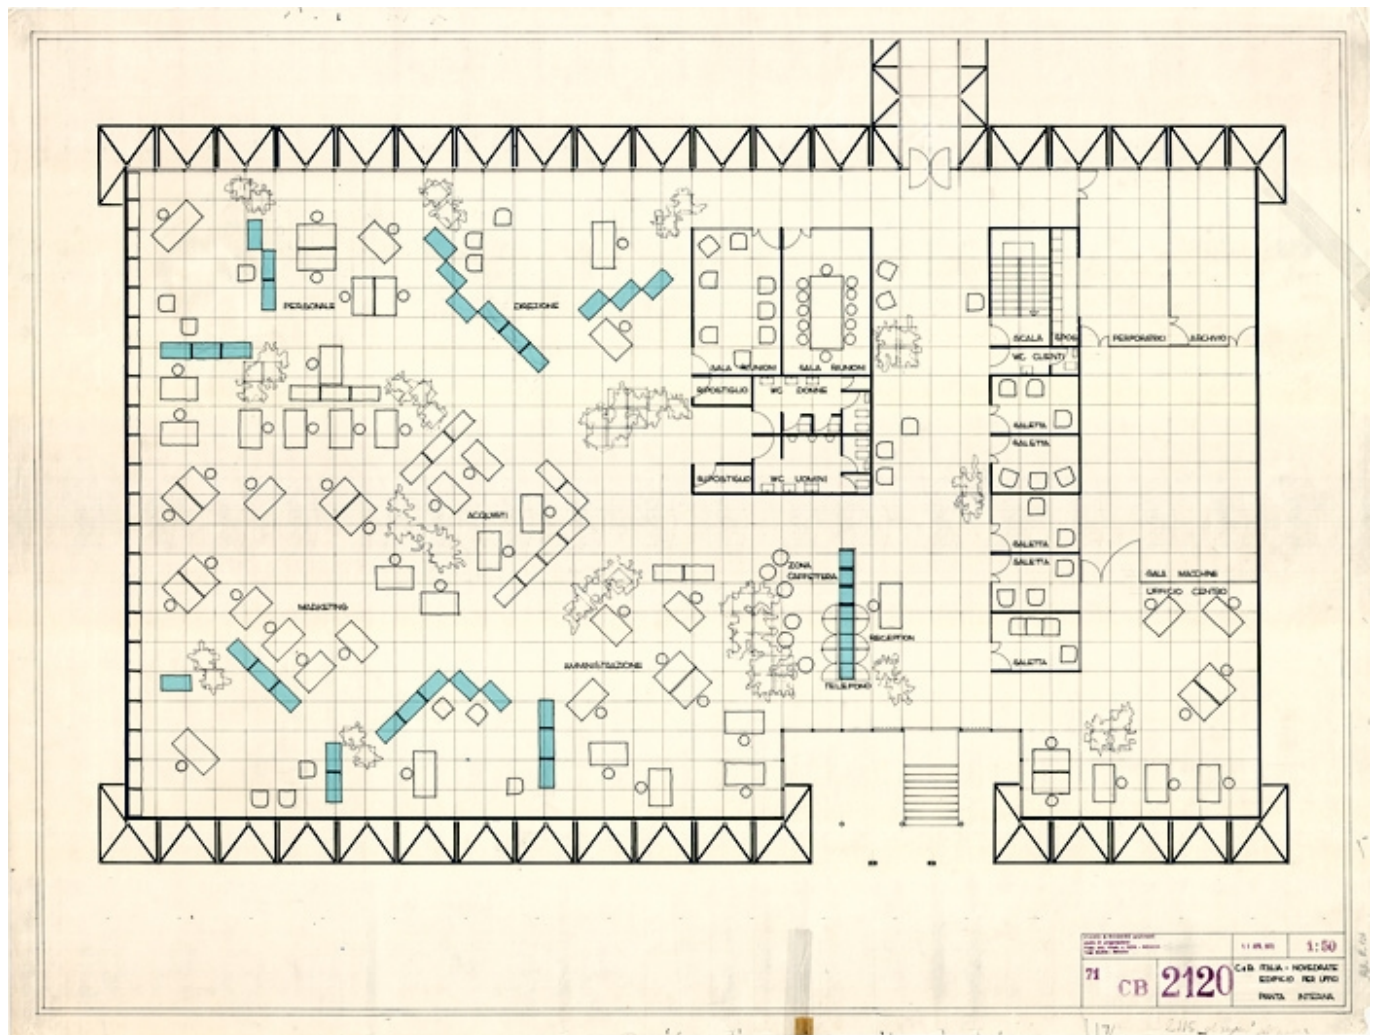 PERSONALE
DIREZIONE
SALA RIUNIONI
SALA RIUNIONI
SCALA
SPOG.
PERFORATRICI
ARCHIVIO
WC CLIENTI
RIPOSTIGLIO
WC DONNE
SALETTA
SALETTA
RIPOSTIGLIO
WC UOMINI
ACQUISTI
SALETTA
ZONA
CAFFETTERIA
SALETTA
SALA MACCHINE
UFFICIO CENTRO
MARKETING
RECEPTION
AMMINISTRAZIONE
SALETTA
TELEFONO
1:50
71
CB
2120
C&B ITALIA - NOVEDRATE
EDIFICIO PER UFFICI
PIANTA INTERNA